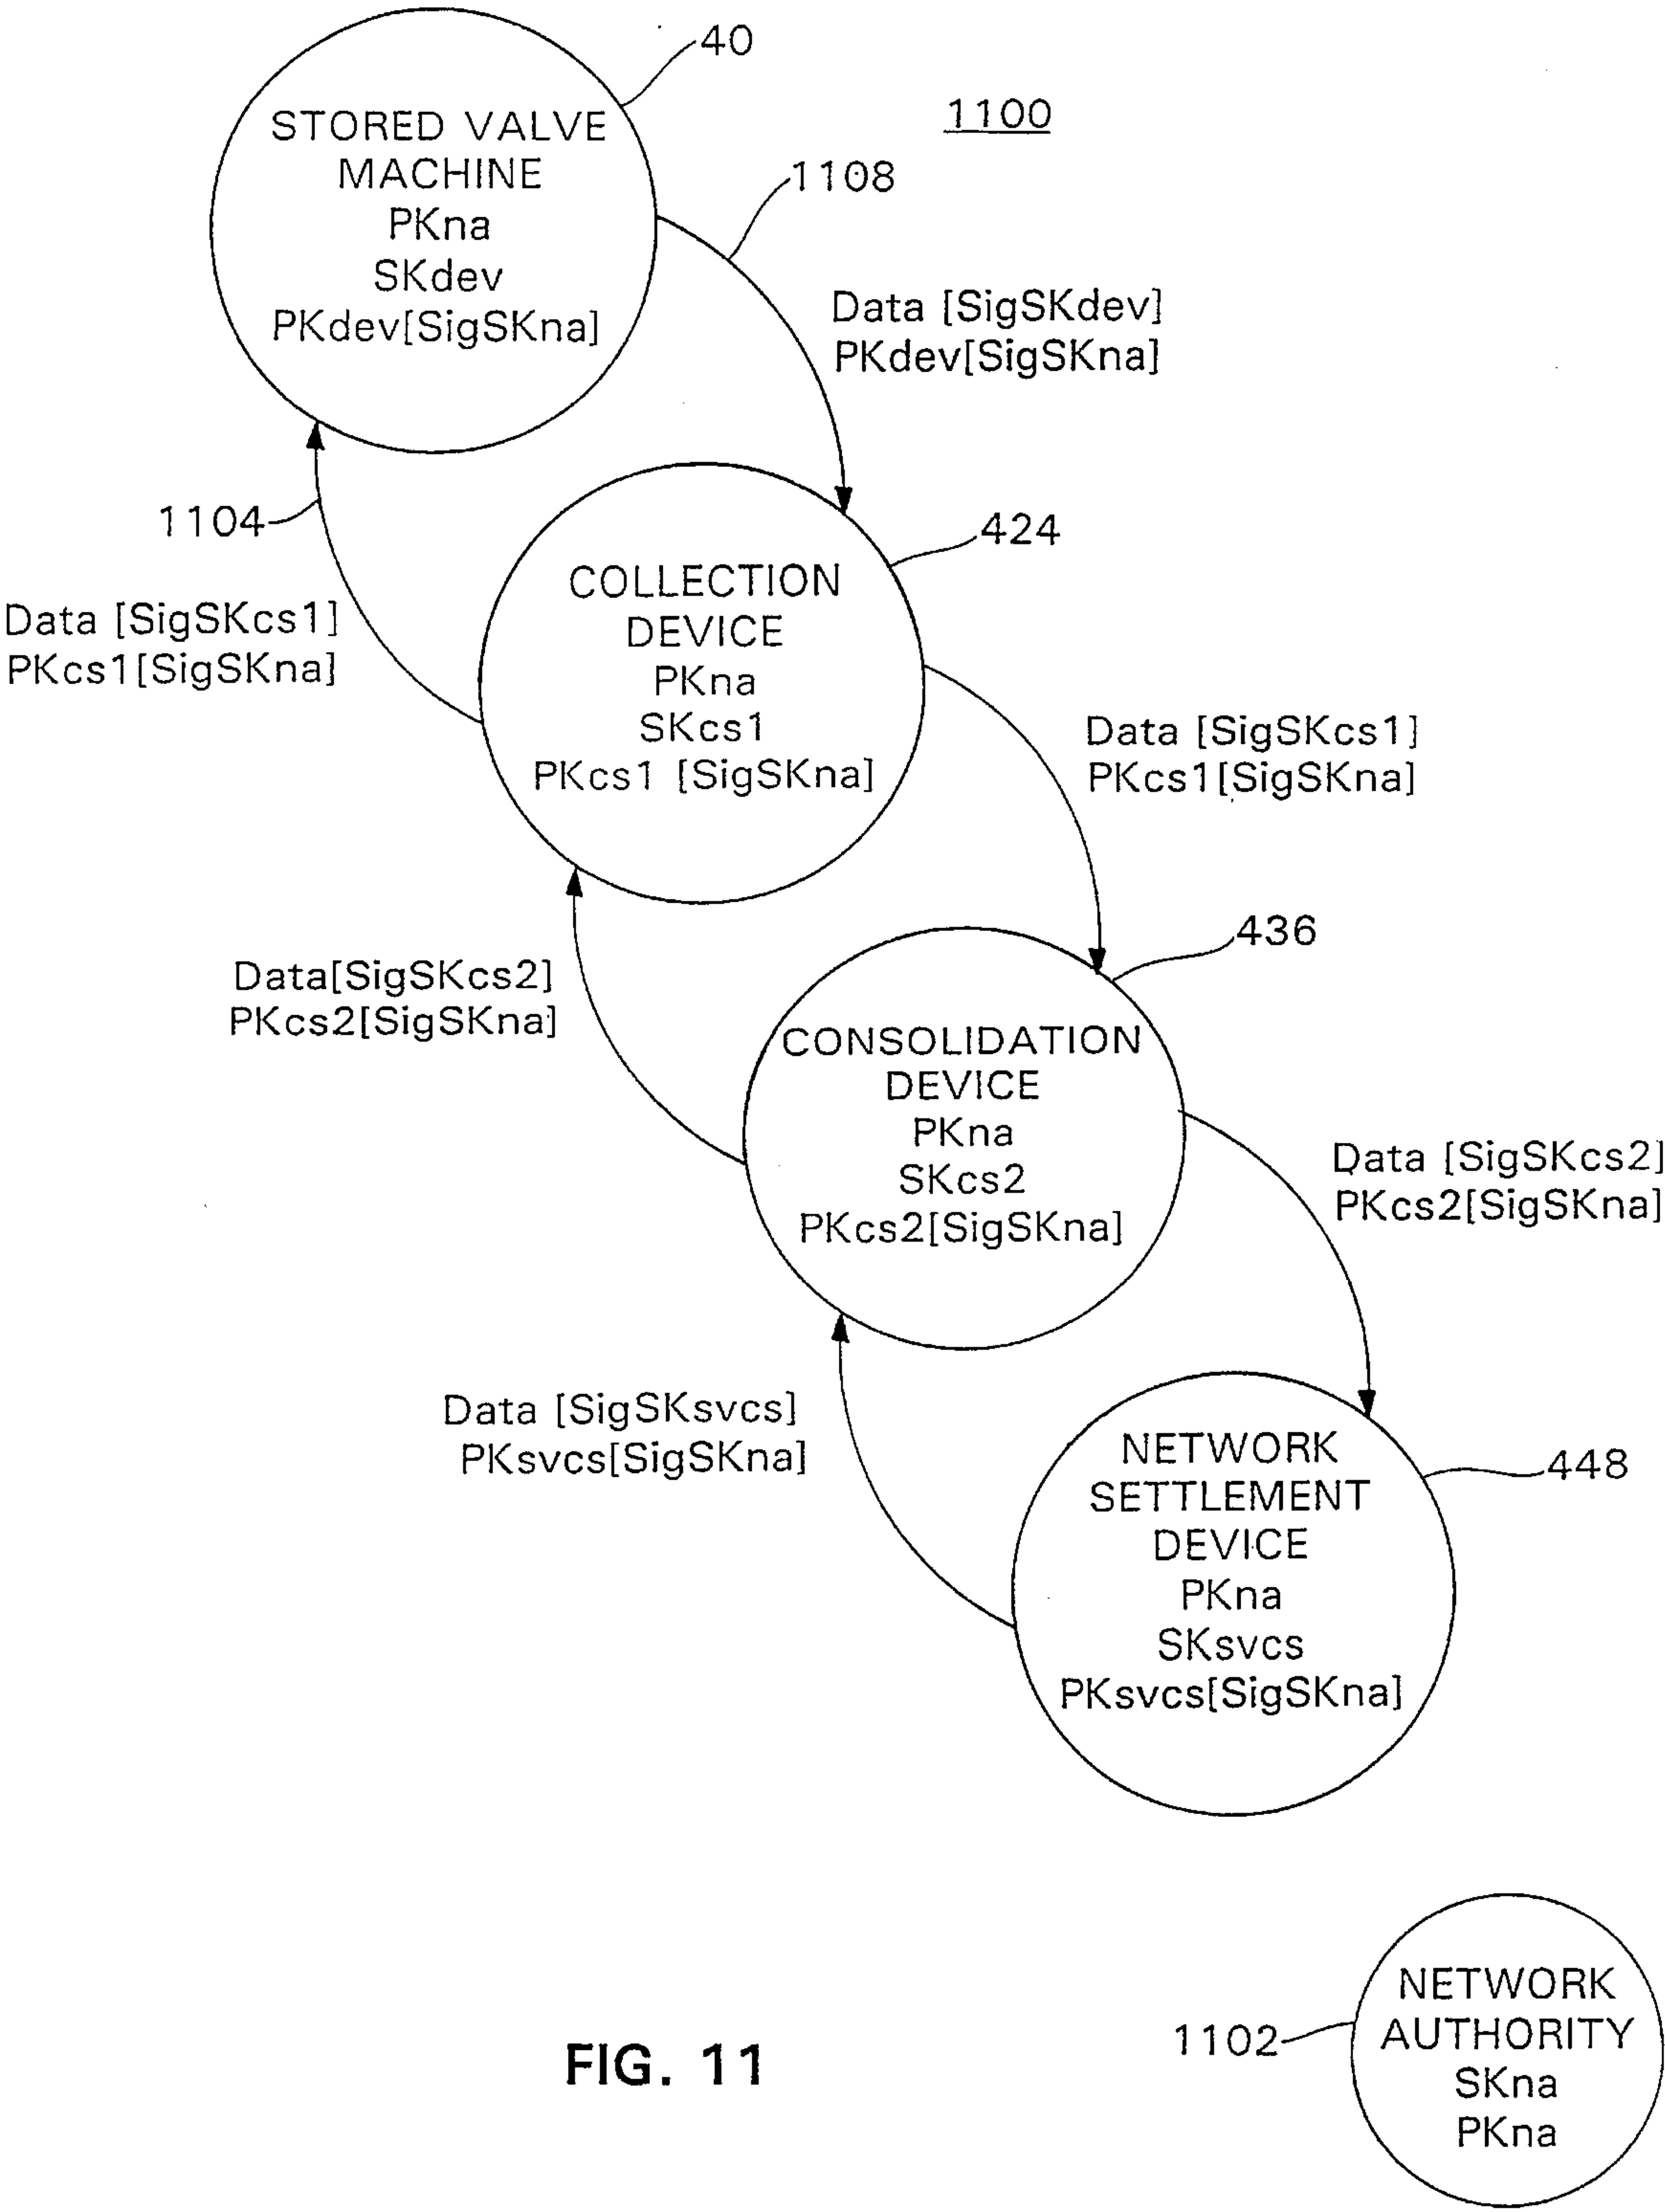 40
1100
STORED VALVE
MACHINE
PKna
SKdev
PKdev[SigSKna]
1108
Data [SigSKdev]
PKdev[SigSKna]
1104
Data [SigSKcs1]
PKcs1[SigSKna]
424
COLLECTION
DEVICE
PKna
SKcs1
PKcs1 [SigSKna]
Data [SigSKcs1]
PKcs1[SigSKna]
436
Data[SigSKcs2]
PKcs2[SigSKna]
CONSOLIDATION
DEVICE
PKna
SKcs2
PKcs2[SigSKna]
Data [SigSKcs2]
PKcs2[SigSKna]
Data [SigSKsvcs]
PKsvcs[SigSKna]
448
NETWORK
SETTLEMENT
DEVICE
PKna
SKsvcs
PKsvcs[SigSKna]
1102
NETWORK
AUTHORITY
SKna
PKna
FIG. 11